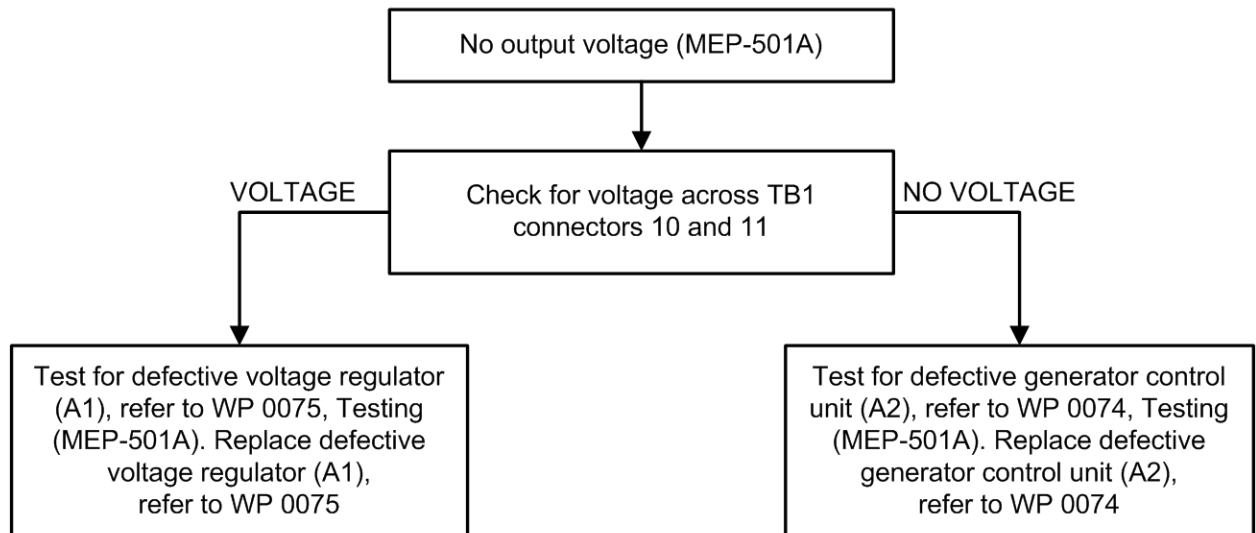 No output voltage (MEP-501A)
VOLTAGE
Check for voltage across TB1
connectors 10 and 11
NO VOLTAGE
Test for defective voltage regulator
(A1), refer to WP 0075, Testing
(MEP-501A). Replace defective
voltage regulator (A1),
refer to WP 0075
Test for defective generator control
unit (A2), refer to WP 0074, Testing
(MEP-501A). Replace defective
generator control unit (A2),
refer to WP 0074